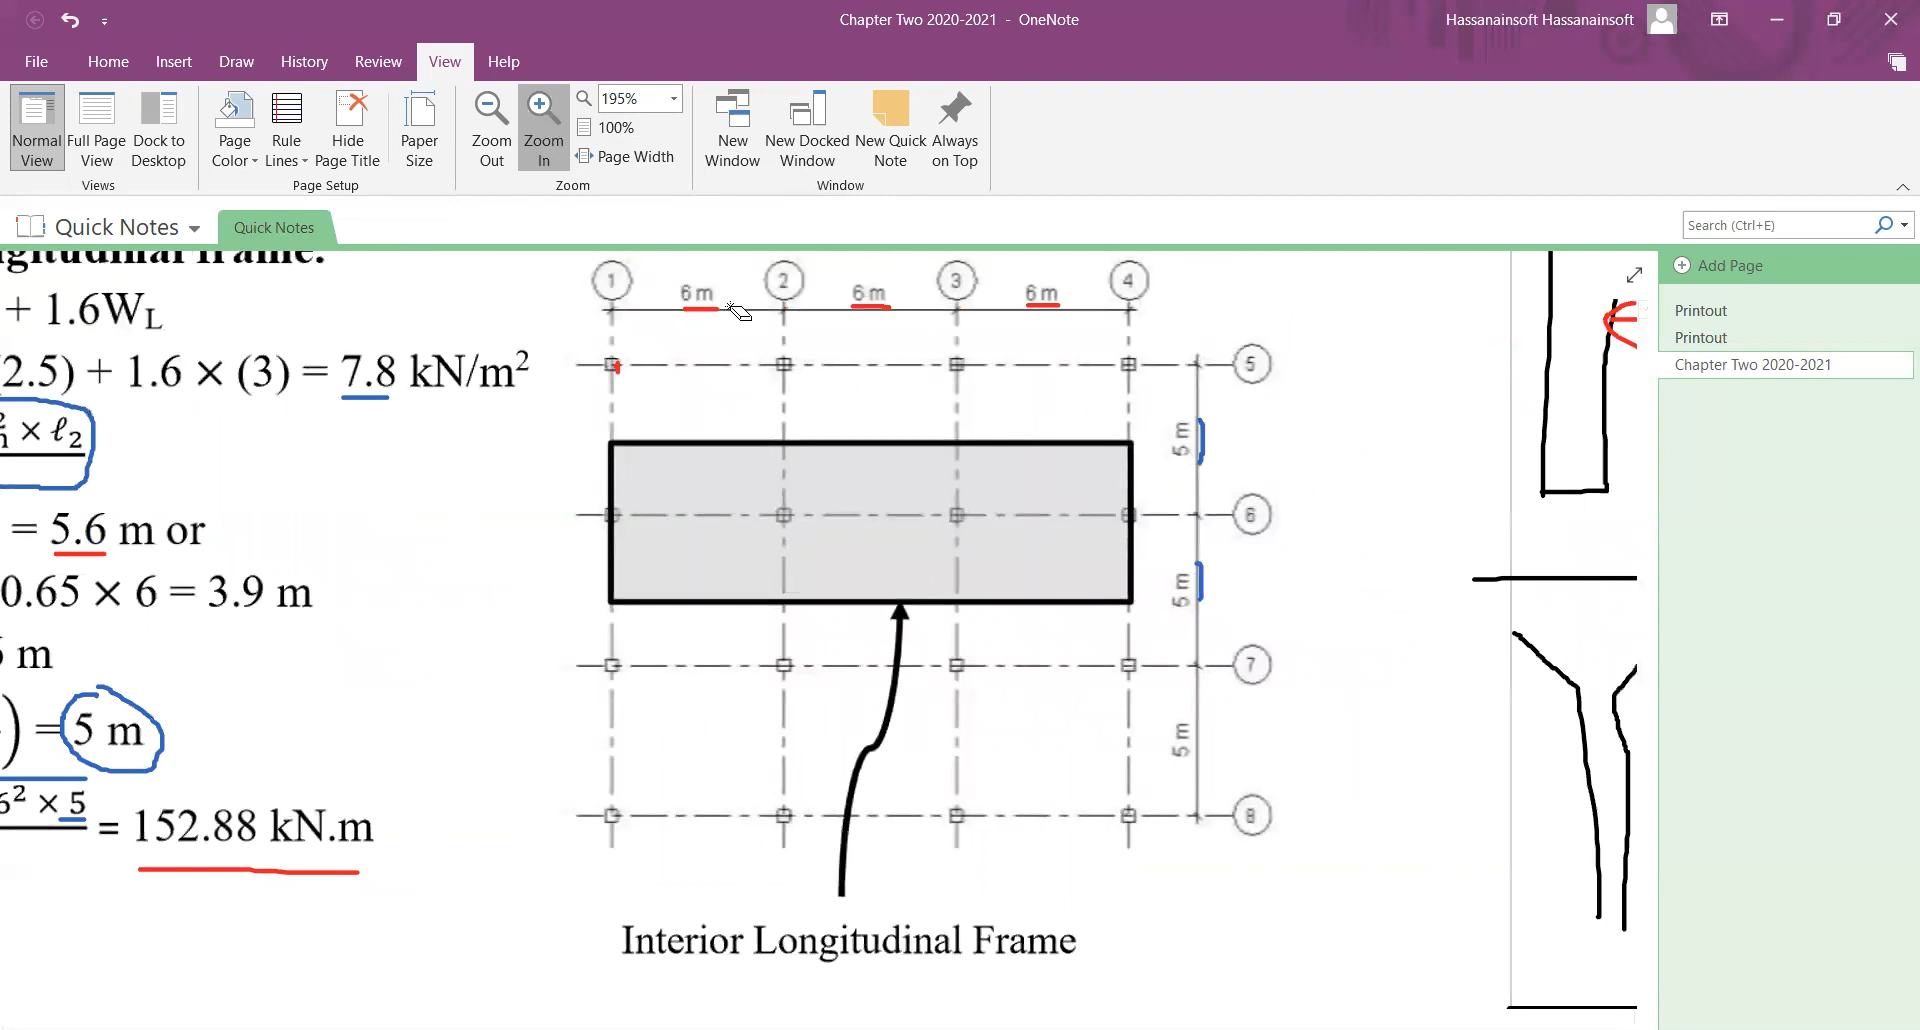 Chapter Two 2020-2021 - OneNote
Hassanainsoft Hassanainsoft
File Home Insert Draw History Review View Help
Normal View
Full Page View
Dock to Desktop
Views
Page Color
Rule Lines
Hide Page Title
Paper Size
Page Setup
Zoom Out
Zoom In
195%
100%
Page Width
Zoom
New Window
New Docked Window
New Quick Note
Always on Top
Window
Quick Notes
Quick Notes
Search (Ctrl+E)
Add Page
Printout
Printout
Chapter Two 2020-2021
gitudinal frame:
+ 1.6W_L
(2.5) + 1.6 × (3) = 7.8 kN/m²
× ℓ₂
= 5.6 m or
0.65 × 6 = 3.9 m
m
) = 5 m
6² × 5
= 152.88 kN.m
1 2 3 4
6 m 6 m 6 m
5
5 m
6
5 m
7
5 m
8
Interior Longitudinal Frame